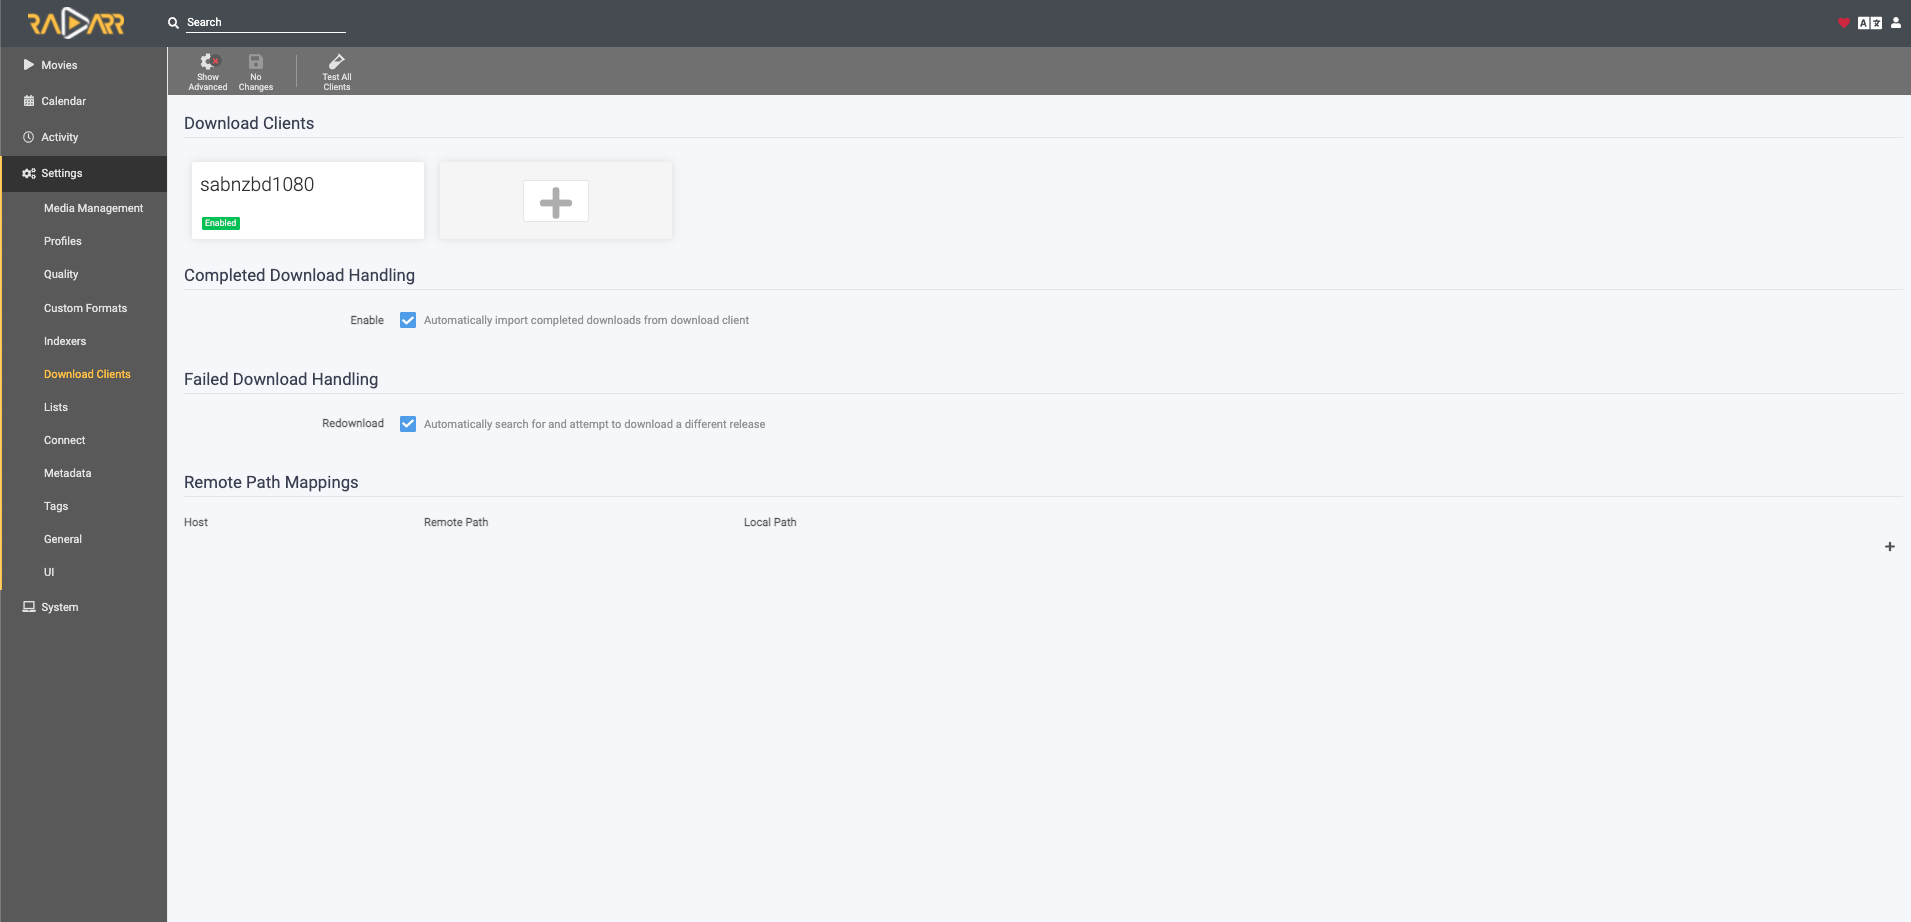 RADARR
Search
A
Movies
Calendar
Activity
Settings
Media Management
Profiles
Quality
Custom Formats
Indexers
Download Clients
Lists
Connect
Metadata
Tags
General
UI
System
Show
Advanced
No
Changes
Test All
Clients
Download Clients
sabnzbd1080
Enabled
Completed Download Handling
Enable Automatically import completed downloads from download client
Failed Download Handling
Redownload Automatically search for and attempt to download a different release
Remote Path Mappings
Host Remote Path Local Path